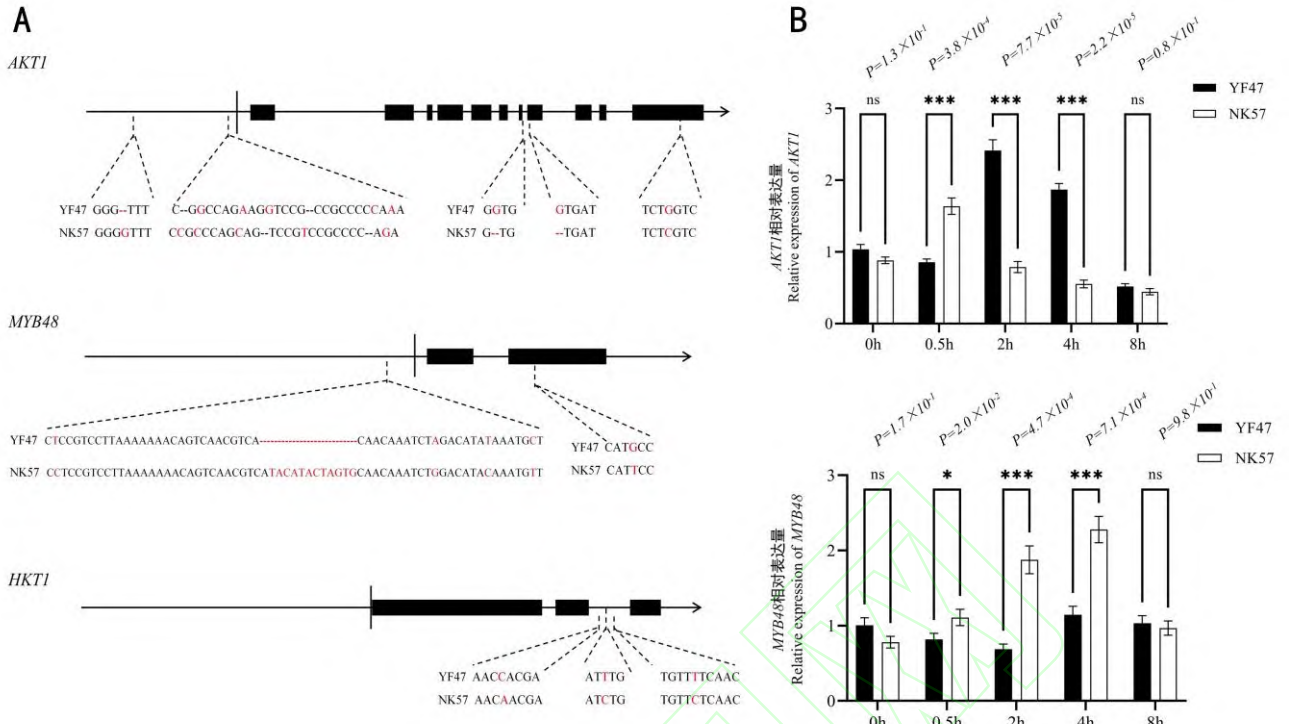 A
AKT1
YF47 GGG--TTT C--GGCCAGAAGGTCCG--CCGCCCCCAAA YF47 GGTG GTGAT TCTGGTC
NK57 GGGGTTT CCGCCCAGCAG--TCCGTCCGCCCC--AGA NK57 G--TG --TGAT TCTCGTC
MYB48
YF47 CTCCGTCCTTAAAAAAACAGTCAACGTCA-------------------------CAACAAATCTAGACATATAAATGCT YF47 CATGCC
NK57 CCTCCGTCCTTAAAAAAACAGTCAACGTCATACATACTAGTGCAACAAATCTGGACATACAAATGTT NK57 CATTCC
HKT1
YF47 AACCACGA ATTTG TGTTTTCAAC
NK57 AACAACGA ATCTG TGTTCTCAAC
B
P=1.3×10⁻¹ P=3.8×10⁻⁴ P=7.7×10⁻⁵ P=2.2×10⁻⁵ P=0.8×10⁻¹
YF47
NK57
ns *** *** *** ns
AKT1相对表达量
Relative expression of AKT1
3
2
1
0
0h 0.5h 2h 4h 8h
P=1.7×10⁻¹ P=2.0×10⁻² P=4.7×10⁻⁴ P=7.1×10⁻⁴ P=9.8×10⁻¹
YF47
NK57
ns * *** *** ns
MYB48相对表达量
Relative expression of MYB48
3
2
1
0
0h 0.5h 2h 4h 8h